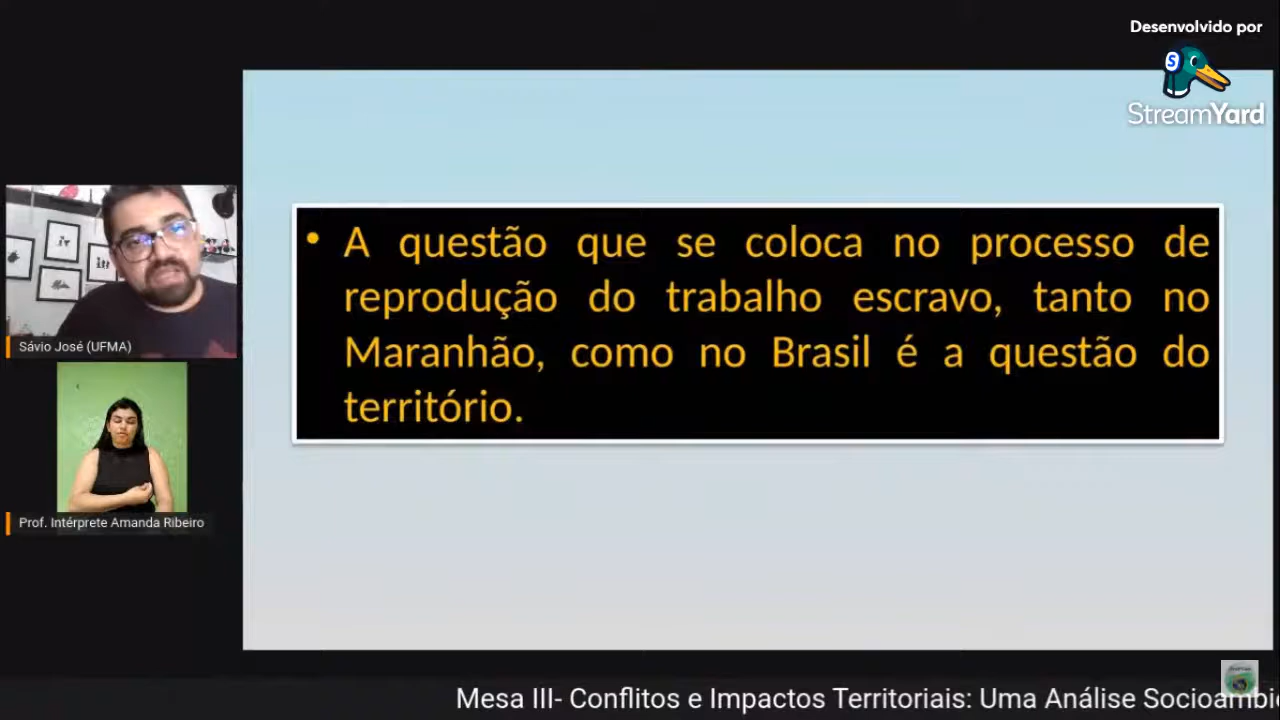 Desenvolvido por
S
StreamYard
• A questão que se coloca no processo de
reprodução do trabalho escravo, tanto no
Maranhão, como no Brasil é a questão do
território.
Sávio José (UFMA)
Prof. Intérprete Amanda Ribeiro
Mesa III- Conflitos e Impactos Territoriais: Uma Análise Socioambi